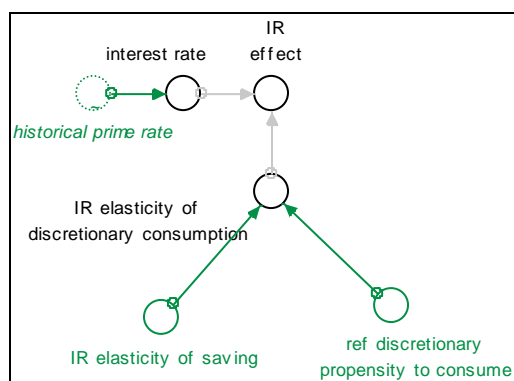 IR
effect
interest rate
historical prime rate
IR elasticity of
discretionary consumption
IR elasticity of saving
ref discretionary
propensity to consume